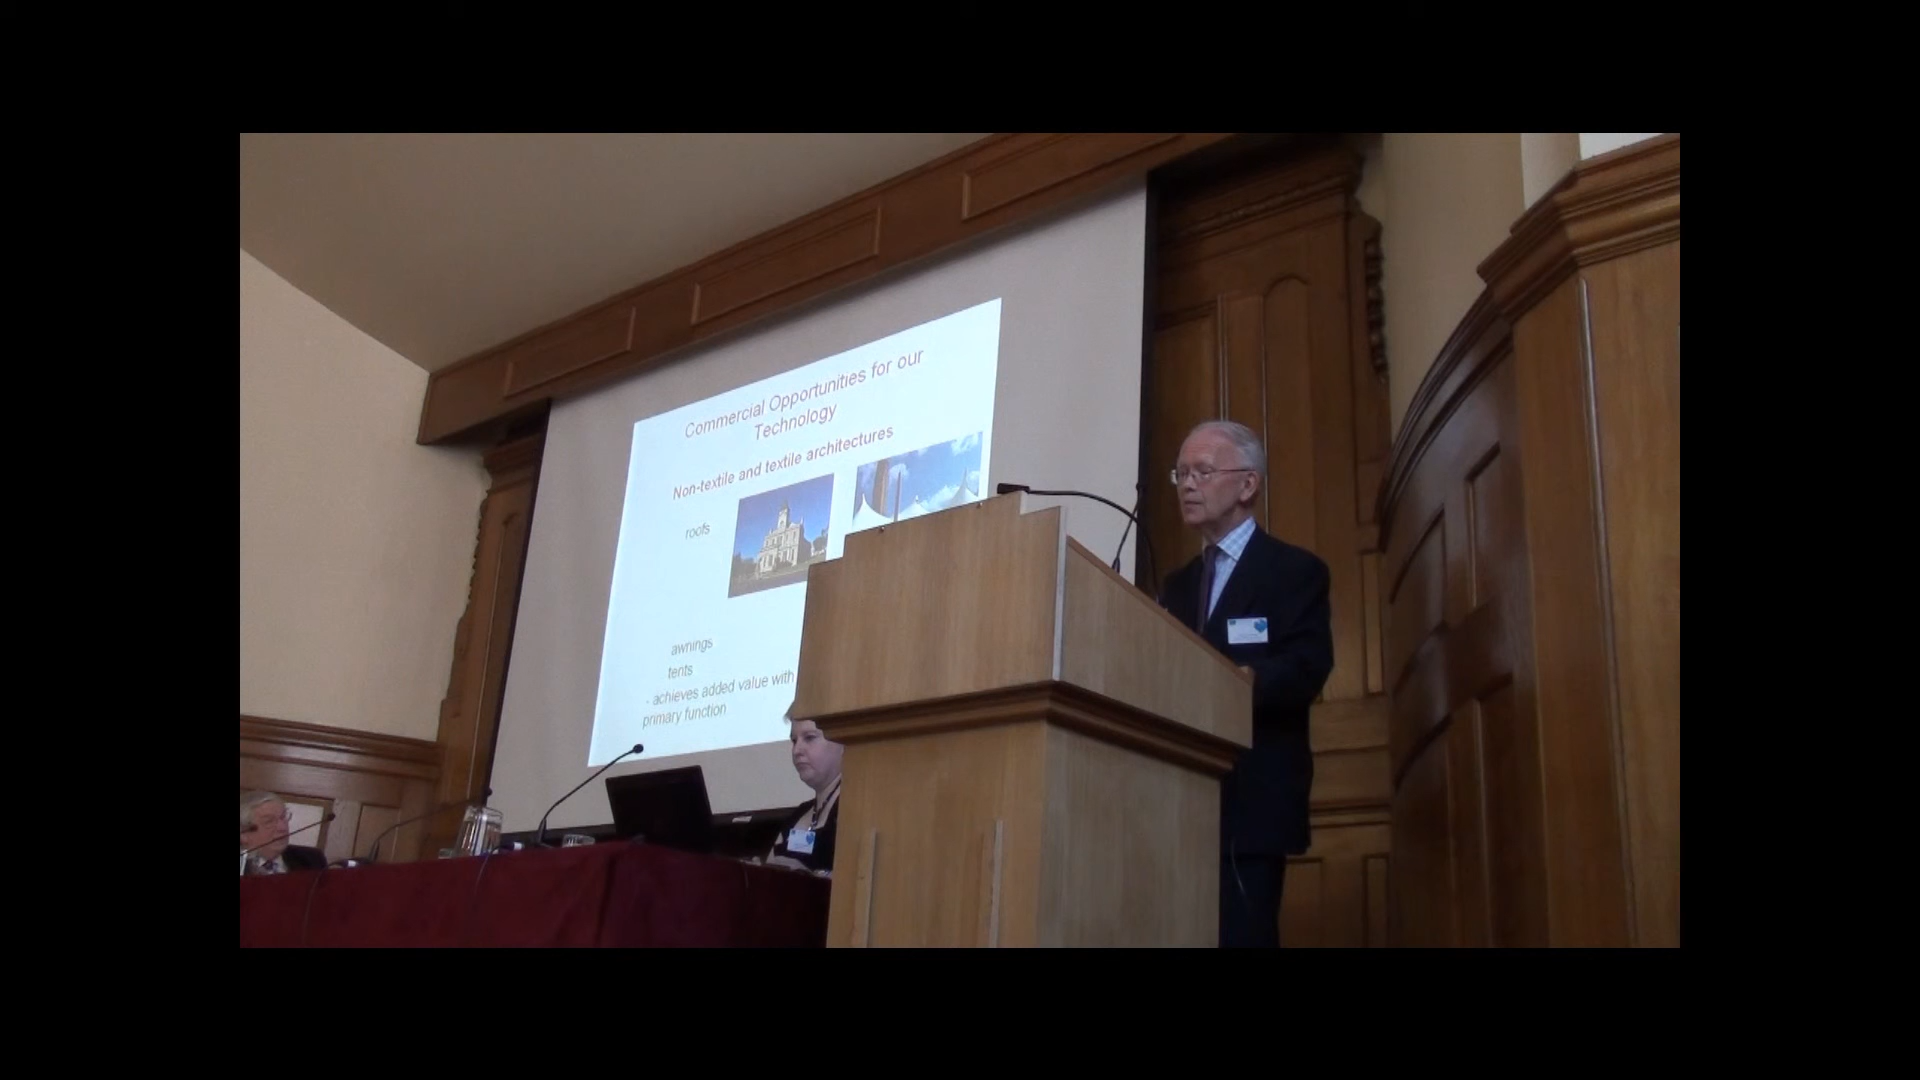 Commercial Opportunities for our
Technology
Non-textile and textile architectures
roofs
awnings
tents
- achieves added value with
primary function